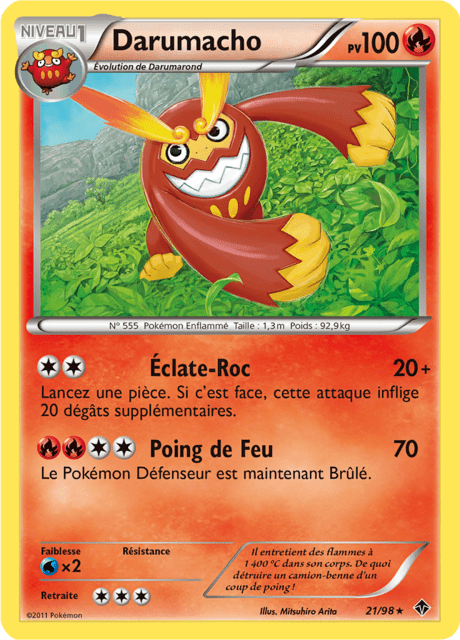 NIVEAU 1
Darumacho
PV100
Évolution de Darumarond
N° 555 Pokémon Enflammé Taille : 1,3m Poids : 92,9kg
Éclate-Roc 20+
Lancez une pièce. Si c'est face, cette attaque inflige
20 dégâts supplémentaires.
Poing de Feu 70
Le Pokémon Défenseur est maintenant Brûlé.
Faiblesse Résistance
×2
Retraite
Il entretient des flammes à
1 400 °C dans son corps. De quoi
détruire un camion-benne d'un
coup de poing !
©2011 Pokémon
Illus. Mitsuhiro Arita
21/98 ★